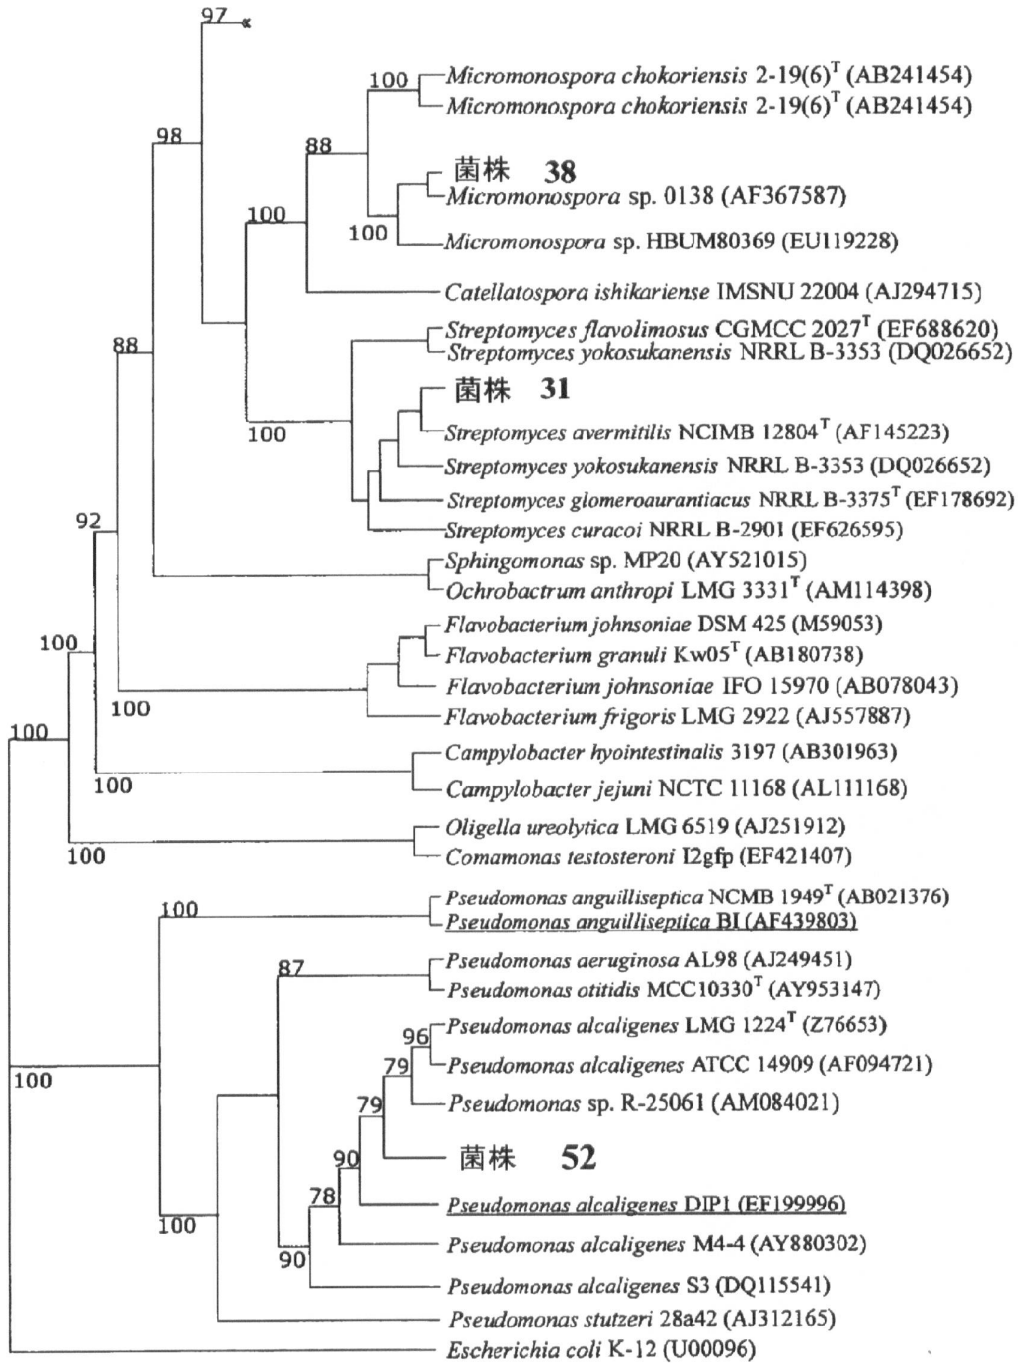 97
Micromonospora chokoriensis 2-19(6)T (AB241454)
100
Micromonospora chokoriensis 2-19(6)T (AB241454)
98
88
菌株 38
Micromonospora sp. 0138 (AF367587)
100
100
Micromonospora sp. HBUM80369 (EU119228)
Catellatospora ishikariense IMSNU 22004 (AJ294715)
Streptomyces flavolimosus CGMCC 2027T (EF688620)
88
Streptomyces yokosukanensis NRRL B-3353 (DQ026652)
菌株 31
100
Streptomyces avermitilis NCIMB 12804T (AF145223)
Streptomyces yokosukanensis NRRL B-3353 (DQ026652)
Streptomyces glomeroaurantiacus NRRL B-3375T (EF178692)
92
Streptomyces curacoi NRRL B-2901 (EF626595)
Sphingomonas sp. MP20 (AY521015)
Ochrobactrum anthropi LMG 3331T (AM114398)
Flavobacterium johnsoniae DSM 425 (M59053)
100
Flavobacterium granuli Kw05T (AB180738)
Flavobacterium johnsoniae IFO 15970 (AB078043)
100
Flavobacterium frigoris LMG 2922 (AJ557887)
100
Campylobacter hyointestinalis 3197 (AB301963)
100
Campylobacter jejuni NCTC 11168 (AL111168)
Oligella ureolytica LMG 6519 (AJ251912)
100
Comamonas testosteroni I2gfp (EF421407)
Pseudomonas anguilliseptica NCMB 1949T (AB021376)
100
Pseudomonas anguilliseptica BI (AF439803)
Pseudomonas aeruginosa AL98 (AJ249451)
87
Pseudomonas otitidis MCC10330T (AY953147)
Pseudomonas alcaligenes LMG 1224T (Z76653)
96
Pseudomonas alcaligenes ATCC 14909 (AF094721)
79
100
Pseudomonas sp. R-25061 (AM084021)
79
菌株 52
90
78
Pseudomonas alcaligenes DIP1 (EF199996)
100
Pseudomonas alcaligenes M4-4 (AY880302)
90
Pseudomonas alcaligenes S3 (DQ115541)
Pseudomonas stutzeri 28a42 (AJ312165)
Escherichia coli K-12 (U00096)